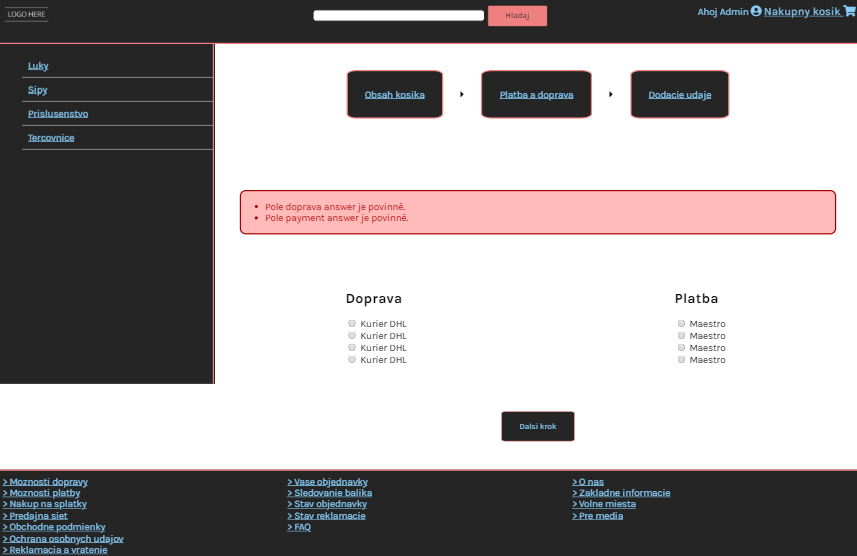 LOGO HERE
Hladaj
Ahoj Admin Nakupny kosik
Luky
Sipy
Prislusenstvo
Tercovnice
Obsah kosika
Platba a doprava
Dodacie udaje
Pole doprava answer je povinně.
Pole payment answer je povinně.
Doprava
Kurier DHL
Kurier DHL
Kurier DHL
Kurier DHL
Platba
Maestro
Maestro
Maestro
Maestro
Dalsi krok
> Moznosti dopravy
> Moznosti platby
> Nakup na splatky
> Predajna siet
> Obchodne podmienky
> Ochrana osobnych udajov
> Reklamacia a vratenie
> Vase objednavky
> Sledovanie balika
> Stav objednavky
> Stav reklamacie
> FAQ
> O nas
> Zakladne informacie
> Volne miesta
> Pre media